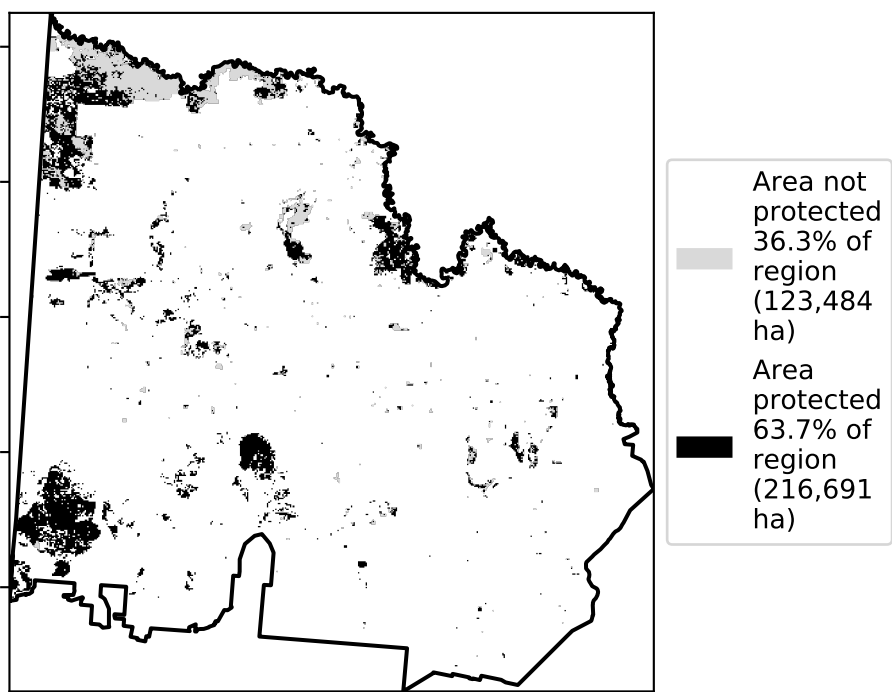 Area not
protected
36.3% of
region
(123,484
ha)
Area
protected
63.7% of
region
(216,691
ha)